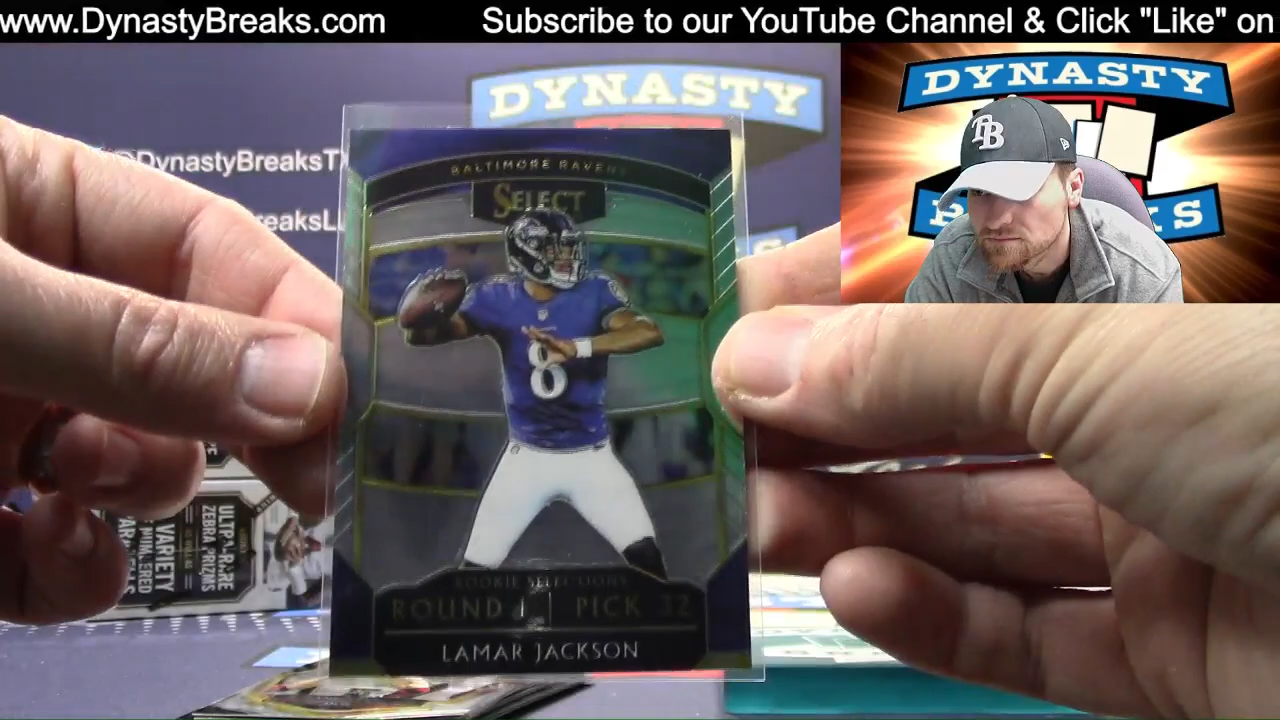 www.DynastyBreaks.com
Subscribe to our YouTube Channel & Click "Like" on
DYNASTY
DYNASTY
@DynastyBreaksT
TB
BALTIMORE RAVENS
SELECT
8
ROOKIE SELECTIONS
ROUND 1 PICK 32
LAMAR JACKSON
ULTRA-RARE
ZEBRA PRIZMS
VARIETY